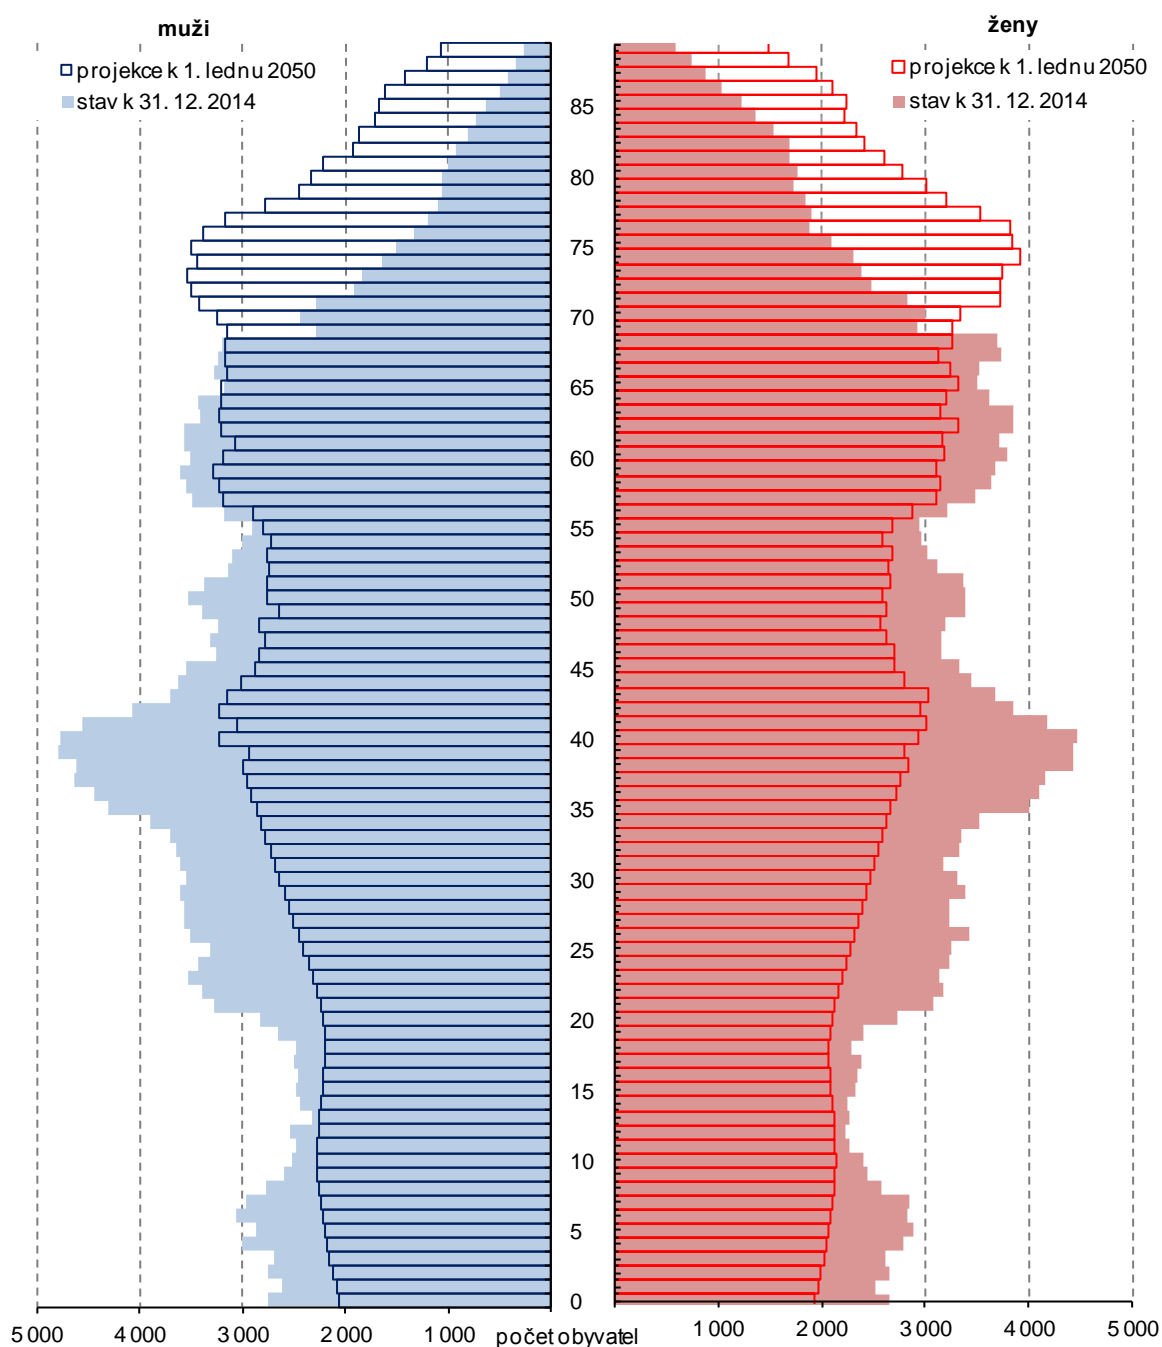 muži
ženy
projekce k 1. lednu 2050
stav k 31. 12. 2014
projekce k 1. lednu 2050
stav k 31. 12. 2014
85
80
75
70
65
60
55
50
45
40
35
30
25
20
15
10
5
0
5 000 4 000 3 000 2 000 1 000 počet obyvatel 1 000 2 000 3 000 4 000 5 000